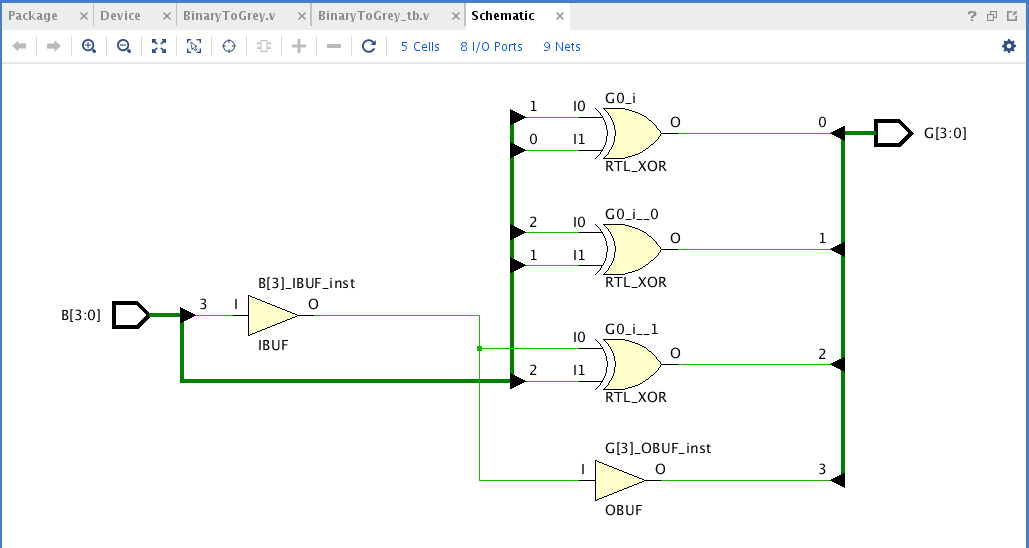 Package × Device × BinaryToGrey.v × BinaryToGrey_tb.v × Schematic × ?
5 Cells 8 I/O Ports 9 Nets
G0_i
1 I0
O
0 I1
RTL_XOR
0
G[3:0]
G0_i__0
2 I0
O
1 I1
RTL_XOR
1
B[3]_IBUF_inst
B[3:0]
3 I O
IBUF
G0_i__1
I0
O
2 I1
RTL_XOR
2
G[3]_OBUF_inst
I O
OBUF
3